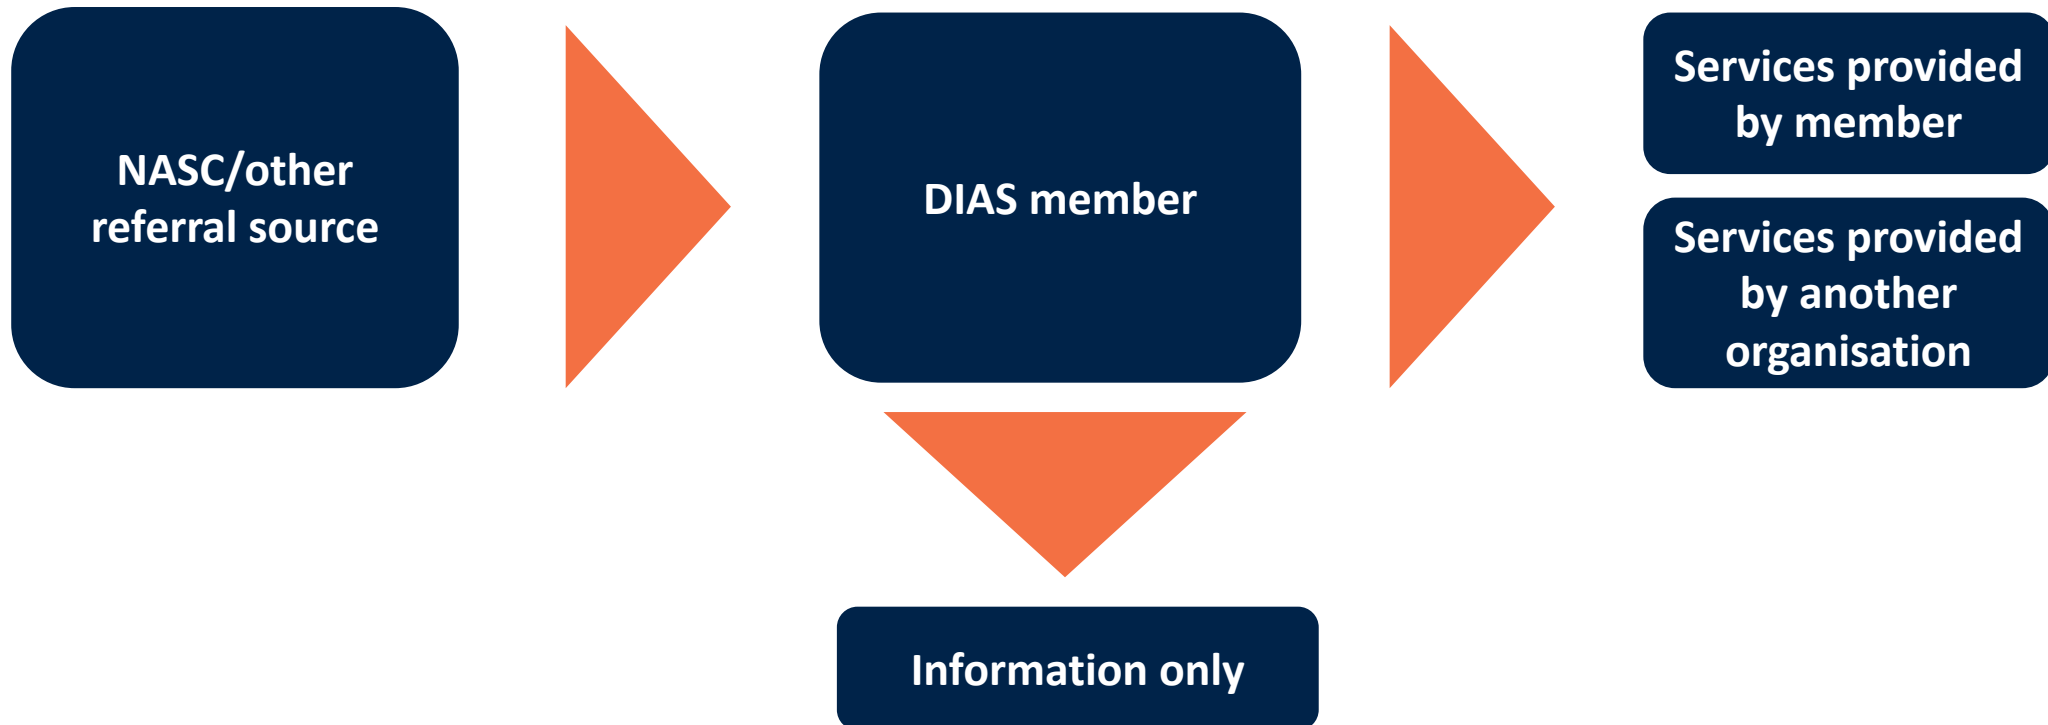 NASC/other
referral source
DIAS member
Services provided
by member
Services provided
by another
organisation
Information only